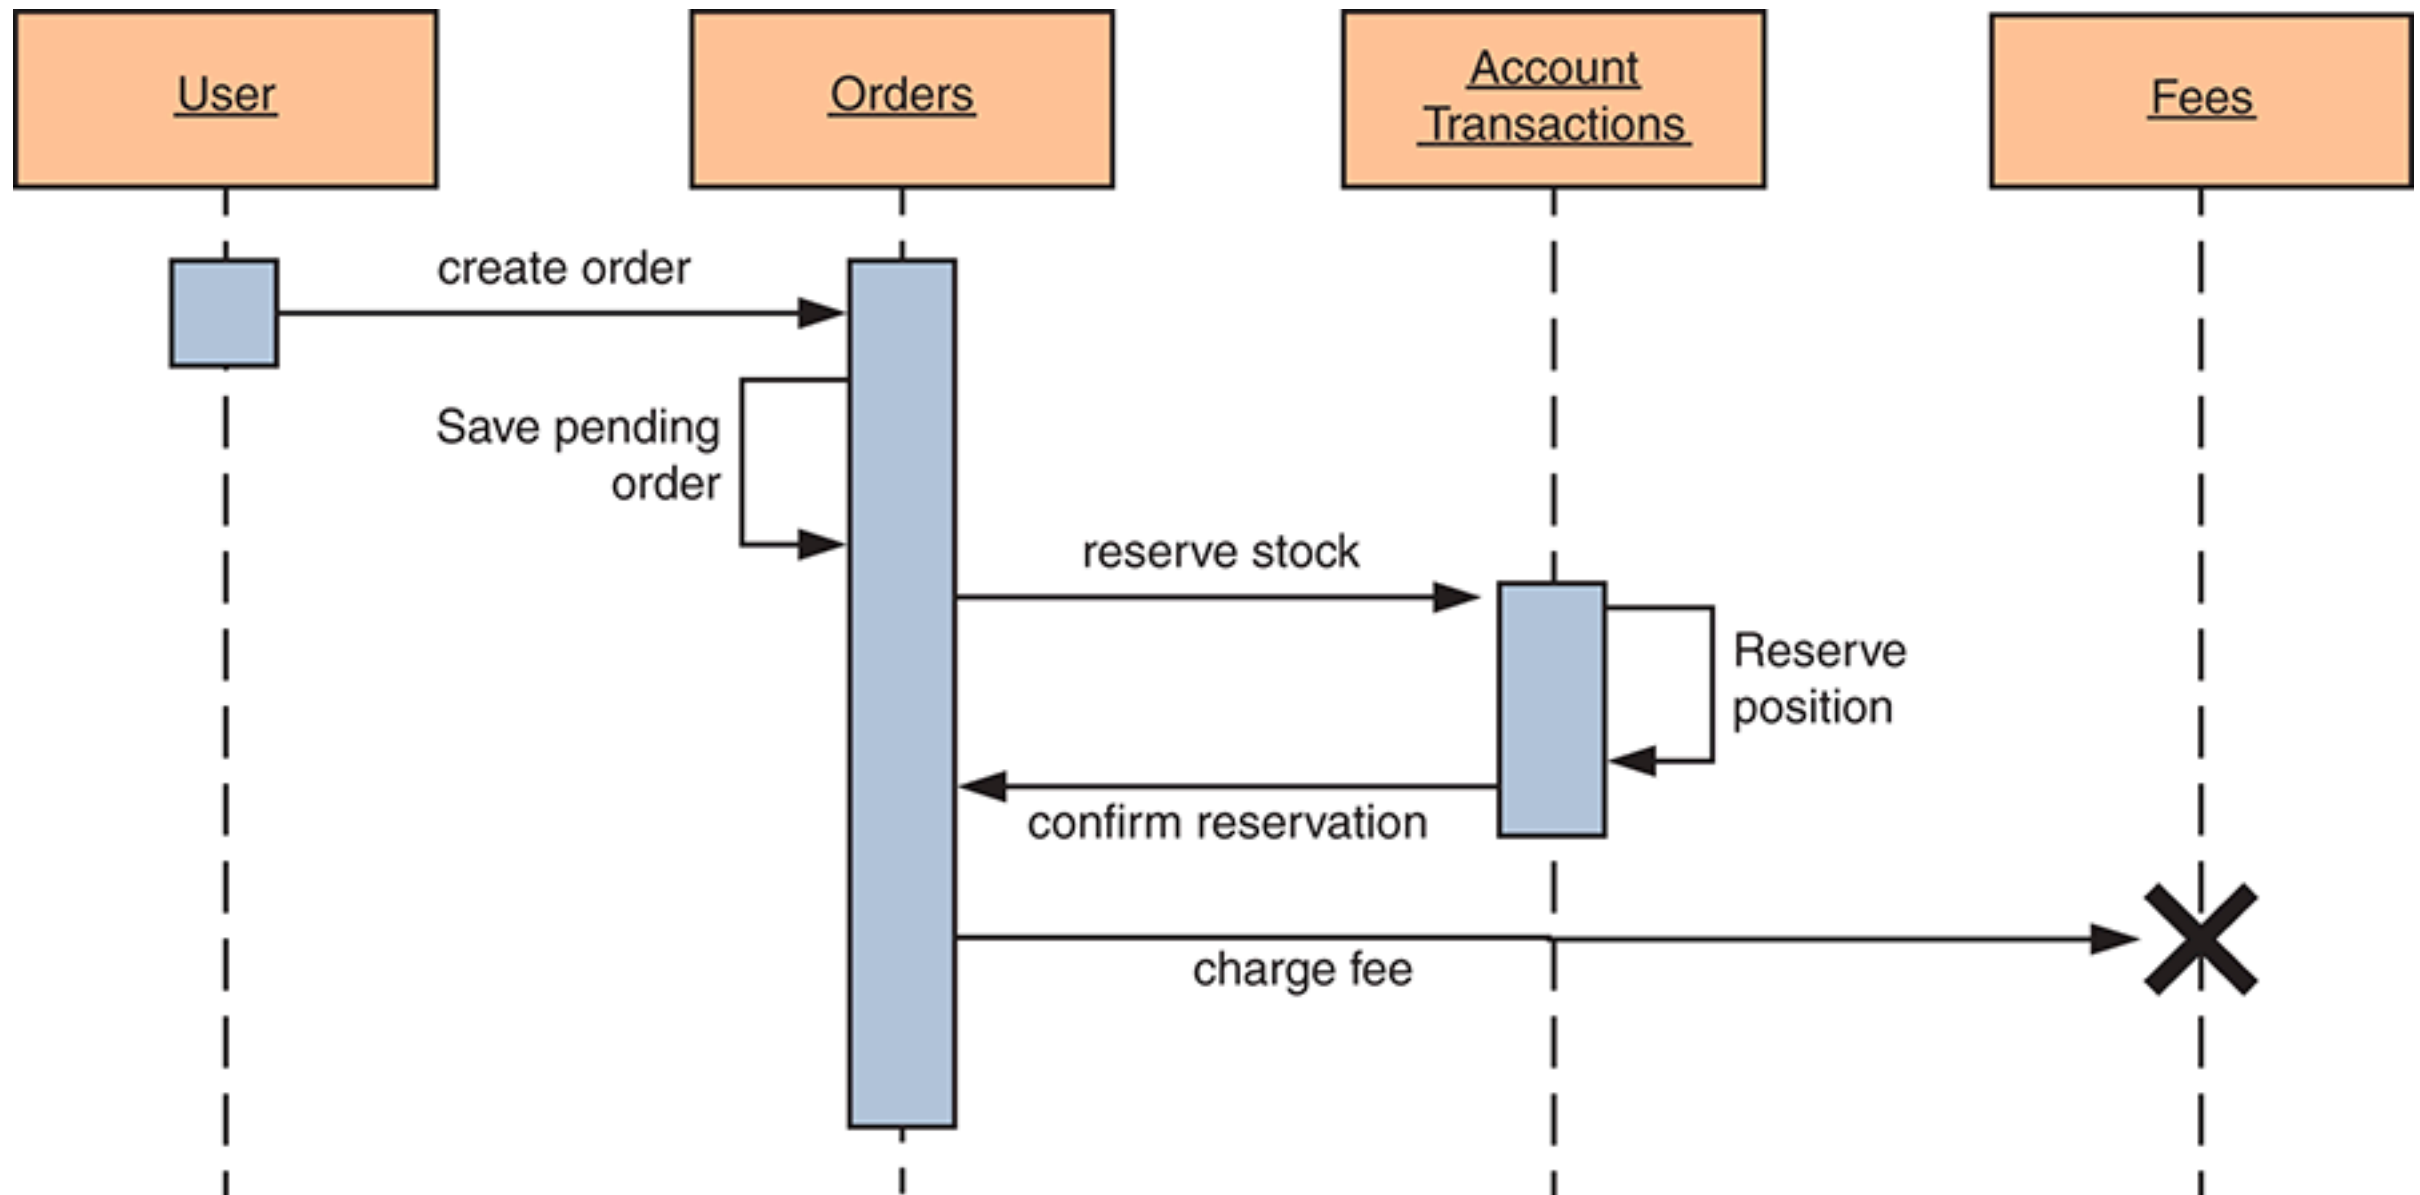 User
Orders
Account
Transactions
Fees
create order
Save pending
order
reserve stock
Reserve
position
confirm reservation
charge fee